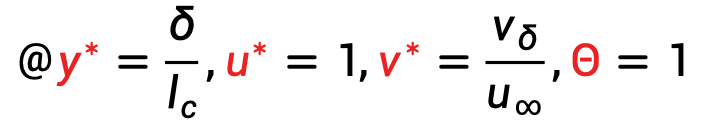 @y* = δ/l_c, u* = 1, v* = v_δ/u_∞, Θ = 1